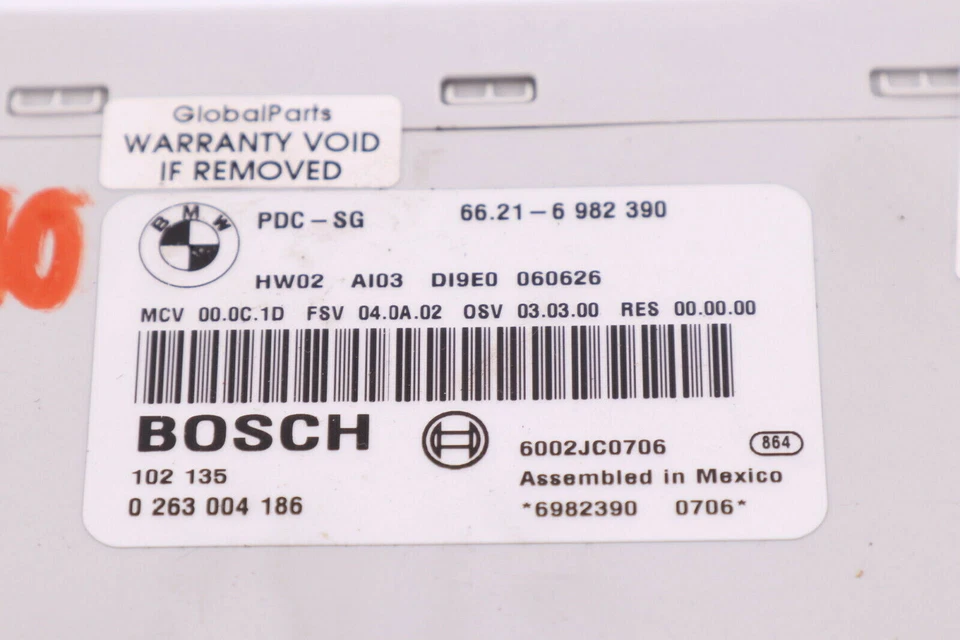 GlobalParts
WARRANTY VOID
IF REMOVED
BMW
PDC-SG 66.21-6 982 390
HW02 AI03 DI9E0 060626
MCV 00.0C.1D FSV 04.0A.02 OSV 03.03.00 RES 00.00.00
BOSCH
6002JC0706 864
102 135 Assembled in Mexico
0 263 004 186 *6982390 0706*